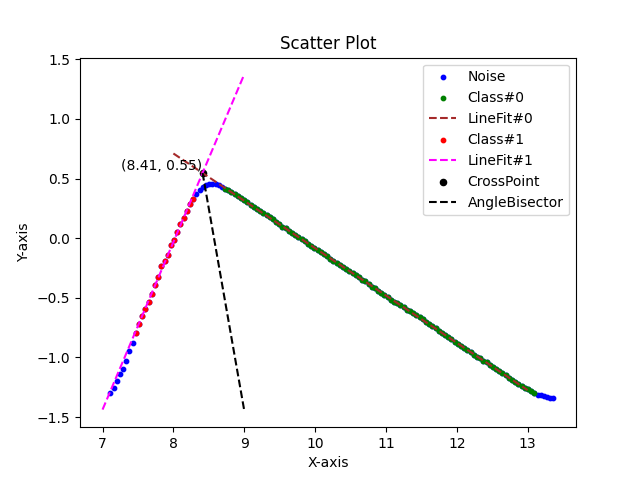 Scatter Plot
Noise
Class#0
LineFit#0
Class#1
LineFit#1
CrossPoint
AngleBisector
(8.41, 0.55)
1.5
1.0
0.5
0.0
−0.5
−1.0
−1.5
Y-axis
7 8 9 10 11 12 13
X-axis